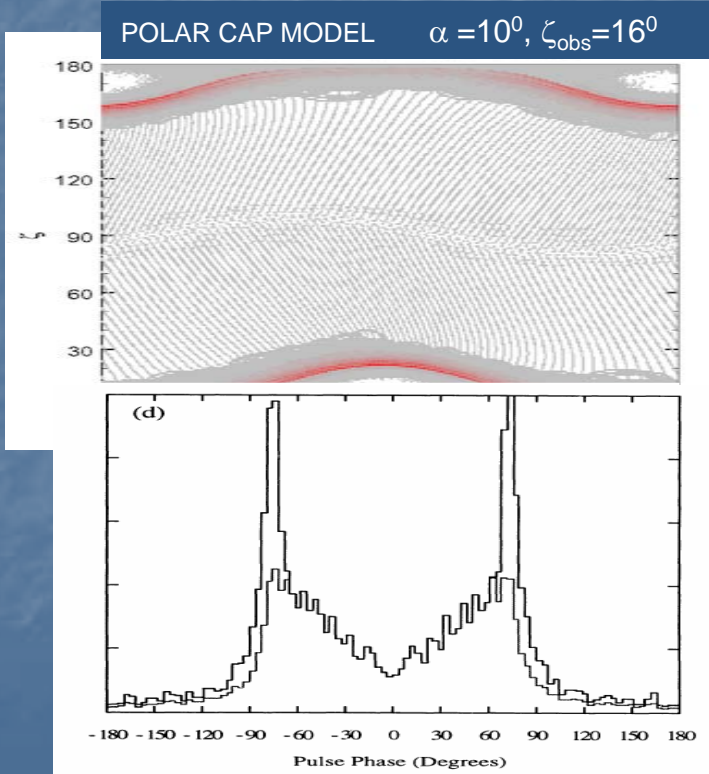 POLAR CAP MODEL α =10⁰, ζobs=16⁰
180
150
120
ζ
90
60
30
(d)
-180 -150 -120 -90 -60 -30 0 30 60 90 120 150 180
Pulse Phase (Degrees)